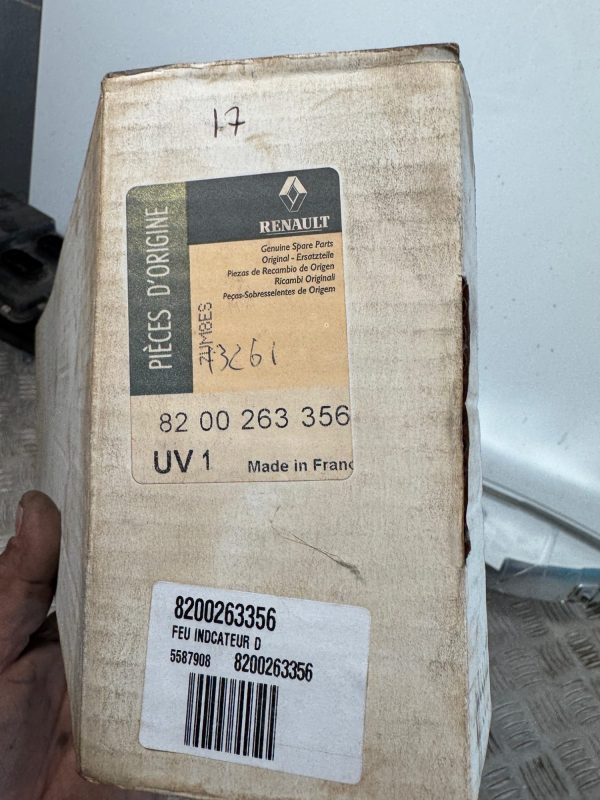 17
PIÈCES D'ORIGINE
RENAULT
Genuine Spare Parts
Original - Ersatzteile
Piezas de Recambio de Origen
Ricambi Originali
Peças-Sobresselentes de Origem
73261
82 00 263 356
UV 1
Made in Franc
8200263356
FEU INDCATEUR D
5587908 8200263356